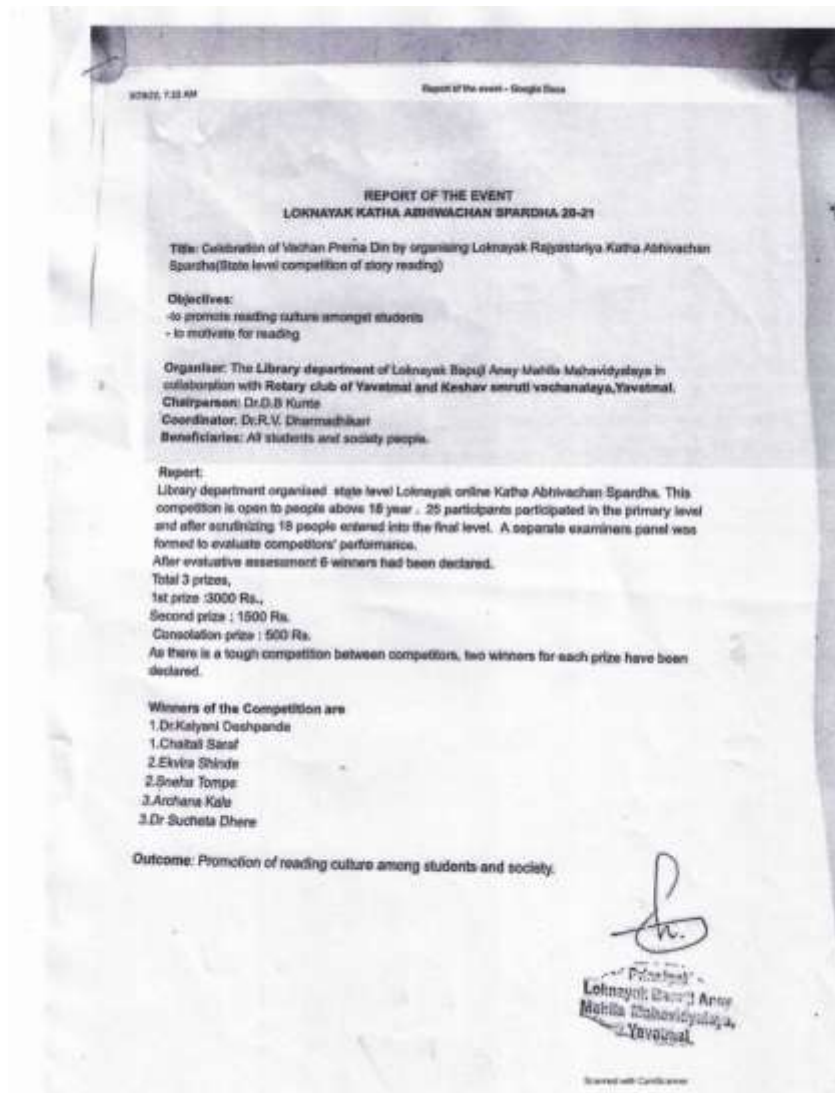 7:33 AM
Report of the event - Google Docs
REPORT OF THE EVENT
LOKNAYAK KATHA ABHIWACHAN SPARDHA 20-21
Title: Celebration of Vachan Prerna Din by organising Loknayak Rajyastariya Katha Abhivachan
Spardha(State level competition of story reading)
Objectives:
-to promote reading culture amongst students
- to motivate for reading
Organiser: The Library department of Loknayak Bapuji Aney Mahila Mahavidyalaya in
collaboration with Rotary club of Yavatmal and Keshav smruti vachanalaya,Yavatmal.
Chairperson: Dr.D.B Kunte
Coordinator: Dr.R.V. Dharmadhikari
Beneficiaries: All students and society people.
Report:
Library department organised state level Loknayak online Katha Abhivachan Spardha. This
competition is open to people above 18 year . 25 participants participated in the primary level
and after scrutinizing 18 people entered into the final level. A separate examiners panel was
formed to evaluate competitors' performance.
After evaluative assessment 6 winners had been declared.
Total 3 prizes,
1st prize :3000 Rs.,
Second prize : 1500 Rs.
Consolation prize : 500 Rs.
As there is a tough competition between competitors, two winners for each prize have been
declared.
Winners of the Competition are
1.Dr.Kalyani Deshpande
1.Chaitali Saraf
2.Ekvira Shinde
2.Sneha Tompe
3.Archana Kale
3.Dr Sucheta Dhere
Outcome: Promotion of reading culture among students and society.
Principal
Loknayak Bapuji Aney
Mahila Mahavidyalaya,
Yavatmal.
Scanned with CamScanner